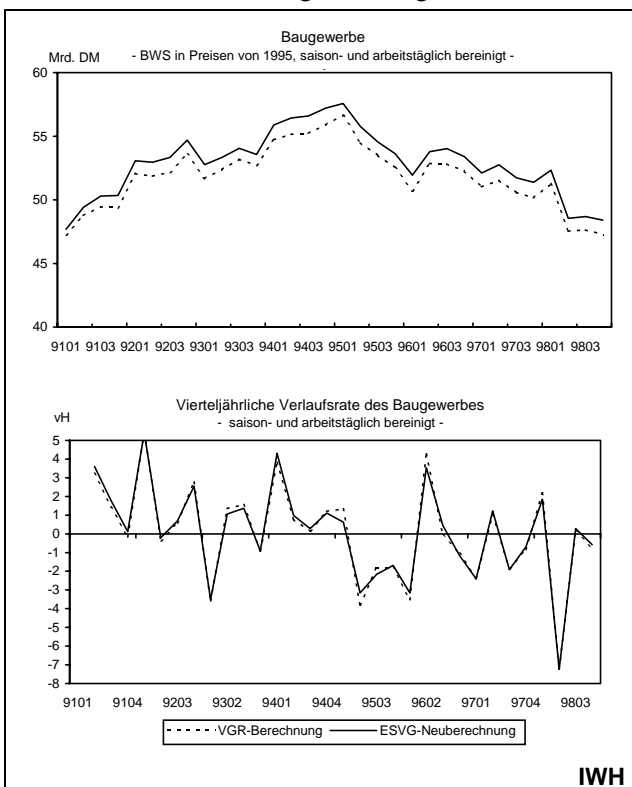 Baugewerbe
Mrd. DM
- BWS in Preisen von 1995, saison- und arbeitstäglich bereinigt -
60
55
50
45
40
9101 9103 9201 9203 9301 9303 9401 9403 9501 9503 9601 9603 9701 9703 9801 9803
Vierteljährliche Verlaufsrate des Baugewerbes
vH
- saison- und arbeitstäglich bereinigt -
5
4
3
2
1
0
-1
-2
-3
-4
-5
-6
-7
-8
9101 9104 9203 9302 9401 9404 9503 9602 9701 9704 9803
VGR-Berechnung ESVG-Neuberechnung
IWH